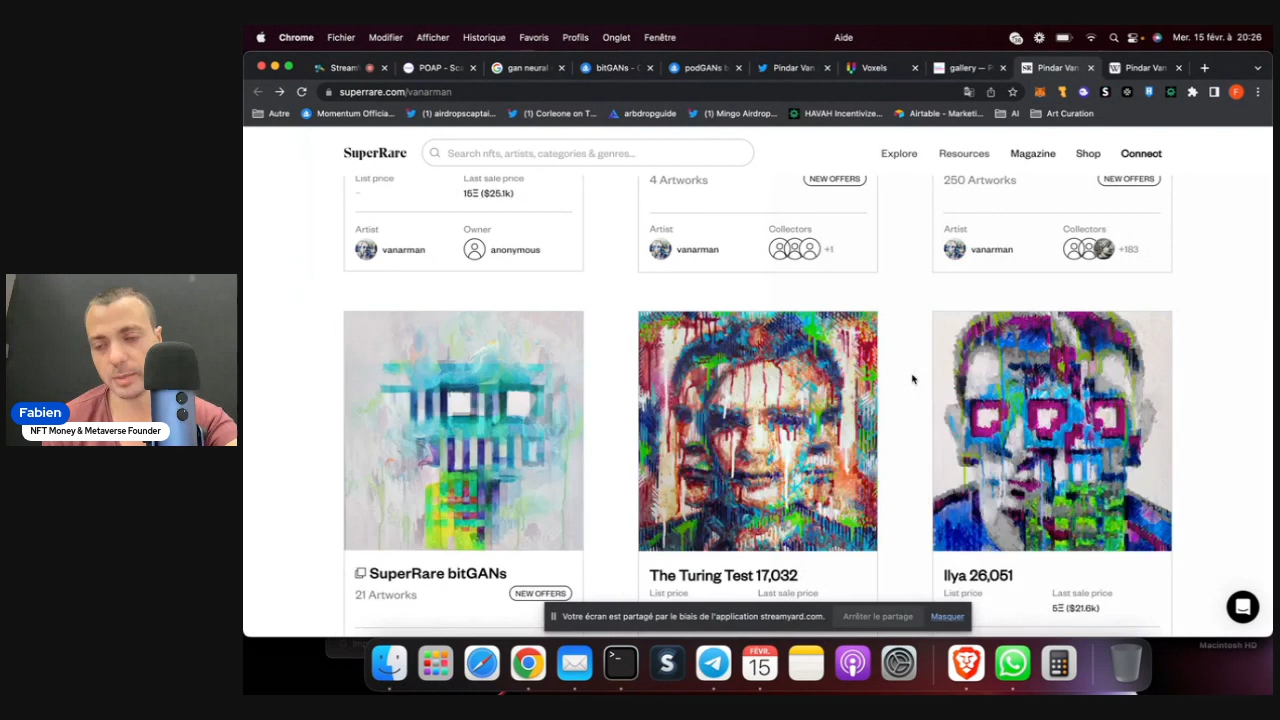 Chrome Fichier Modifier Afficher Historique Favoris Profils Onglet Fenêtre Aide Mer. 15 févr. à 20:26
Stream POAP - Sca gan neural bitGANs - podGANs b Pindar Van Voxels gallery — P Pindar Van Pindar Van
superrare.com/vanarman
Autre Momentum Officia... (1) airdropscaptai... (1) Corleone on T... arbdropguide (1) Mingo Airdrop... HAVAH Incentivize... Airtable - Marketi... AI Art Curation
SuperRare Search nfts, artists, categories & genres... Explore Resources Magazine Shop Connect
List price Last sale price 4 Artworks NEW OFFERS 250 Artworks NEW OFFERS
– 15Ξ ($25.1k)
Artist Owner Artist Collectors Artist Collectors
vanarman anonymous vanarman +1 vanarman +183
SuperRare bitGANs The Turing Test 17,032 Ilya 26,051
21 Artworks NEW OFFERS List price Last sale price List price Last sale price
5Ξ ($21.6k)
Votre écran est partagé par le biais de l'application streamyard.com. Arrêter le partage Masquer
Fabien
NFT Money & Metaverse Founder
Macintosh HD
FÉVR.
15